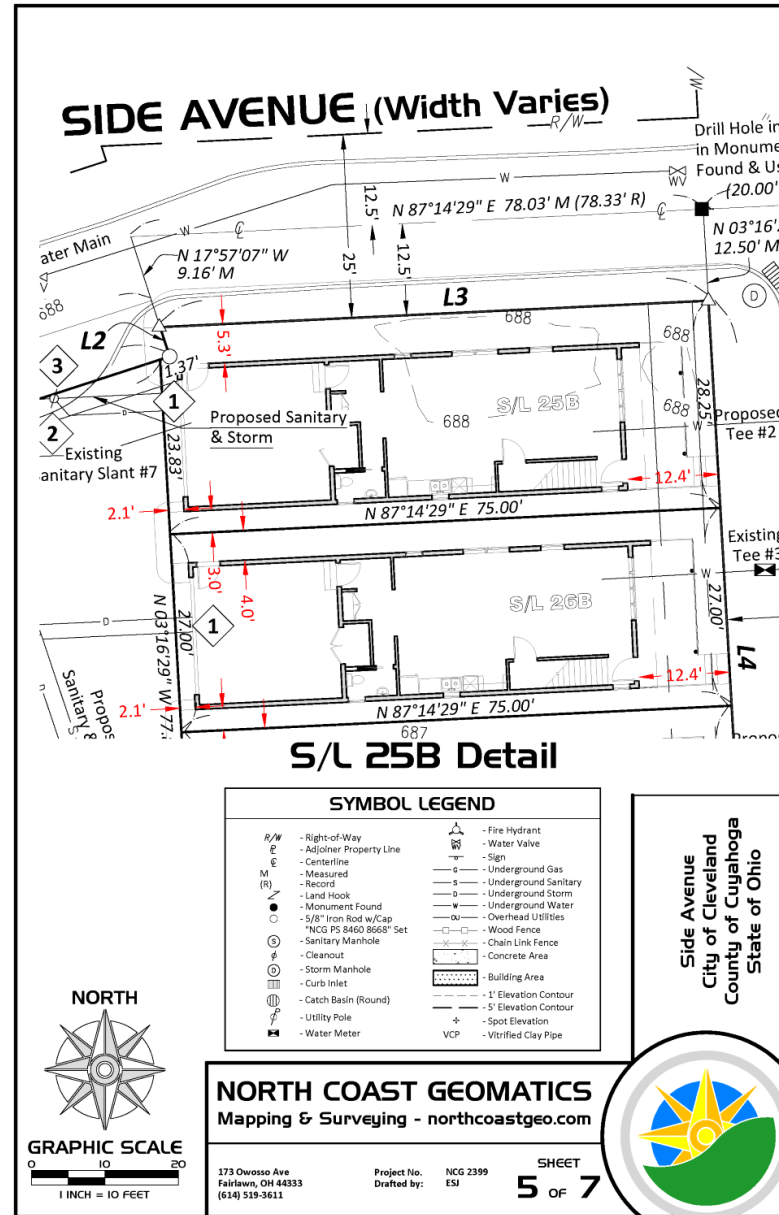 SIDE AVENUE (Width Varies)
R/W
R/W
Drill Hole in
in Monume
Found & Us
(20.00'
W
WV
12.5'
N 87°14'29" E 78.03' M (78.33' R)
ater Main
W
N 17°57'07" W
9.16' M
N 03°16'2
12.50' M
25'
12.5'
L3
D
688
L2
5.3'
688
3
1.37'
1
S/L 25B
28.25'
688
Proposed Sanitary
& Storm
688
Proposed
Tee #2
W
D
2
Existing
anitary Slant #7
23.83'
12.4'
2.1'
N 87°14'29" E 75.00'
Existing
Tee #3
3.0'
4.0'
W
S/L 26B
27.00'
D
1
27.00'
N 03°16'29" W 77.
L4
12.4'
Propos
Sanitary &
2.1'
N 87°14'29" E 75.00'
687
S/L 25B Detail
SYMBOL LEGEND
R/W - Right-of-Way
- Adjoiner Property Line
- Centerline
M - Measured
(R) - Record
- Land Hook
- Monument Found
- 5/8" Iron Rod w/Cap
"NCG PS 8460 8668" Set
S - Sanitary Manhole
- Cleanout
D - Storm Manhole
- Curb Inlet
- Catch Basin (Round)
- Utility Pole
- Water Meter
- Fire Hydrant
WV - Water Valve
- Sign
G - Underground Gas
S - Underground Sanitary
D - Underground Storm
W - Underground Water
OU - Overhead Utilities
- Wood Fence
- Chain Link Fence
- Concrete Area
- Building Area
- 1' Elevation Contour
- 5' Elevation Contour
- Spot Elevation
VCP - Vitrified Clay Pipe
Side Avenue
City of Cleveland
County of Cuyahoga
State of Ohio
NORTH
GRAPHIC SCALE
0 10 20
1 INCH = 10 FEET
NORTH COAST GEOMATICS
Mapping & Surveying - northcoastgeo.com
173 Owosso Ave
Fairlawn, OH 44333
(614) 519-3611
Project No. NCG 2399
Drafted by: ESJ
SHEET
5 OF 7